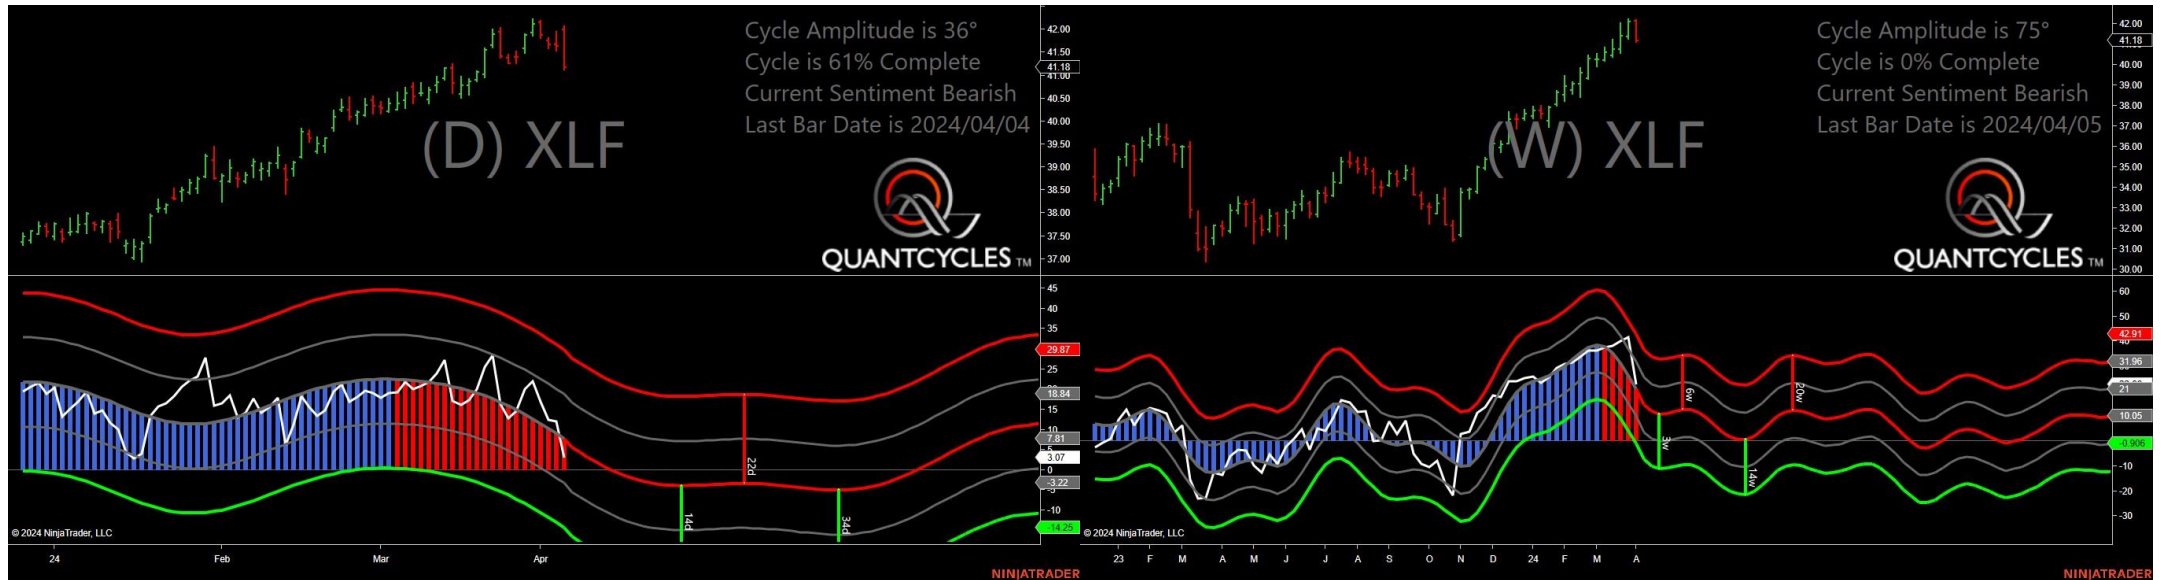 Cycle Amplitude is 36°
Cycle is 61% Complete
Current Sentiment Bearish
Last Bar Date is 2024/04/04
(D) XLF
QUANTCYCLES TM
42.00
41.50
41.18
41.00
40.50
40.00
39.50
39.00
38.50
38.00
37.50
37.00
45
40
35
29.87
25
18.84
15
10
7.81
3.07
0
-3.22
-10
-14.25
22d
14d
34d
© 2024 NinjaTrader, LLC
24 Feb Mar Apr
NINJATRADER
Cycle Amplitude is 75°
Cycle is 0% Complete
Current Sentiment Bearish
Last Bar Date is 2024/04/05
(W) XLF
QUANTCYCLES TM
42.00
41.18
40.00
39.00
38.00
37.00
36.00
35.00
34.00
33.00
32.00
31.00
30.00
60
50
42.91
31.96
21
10.05
-0.906
-10
-20
-30
6w
20w
3w
14w
© 2024 NinjaTrader, LLC
23 F M A M J J A S O N D 24 F M A
NINJATRADER